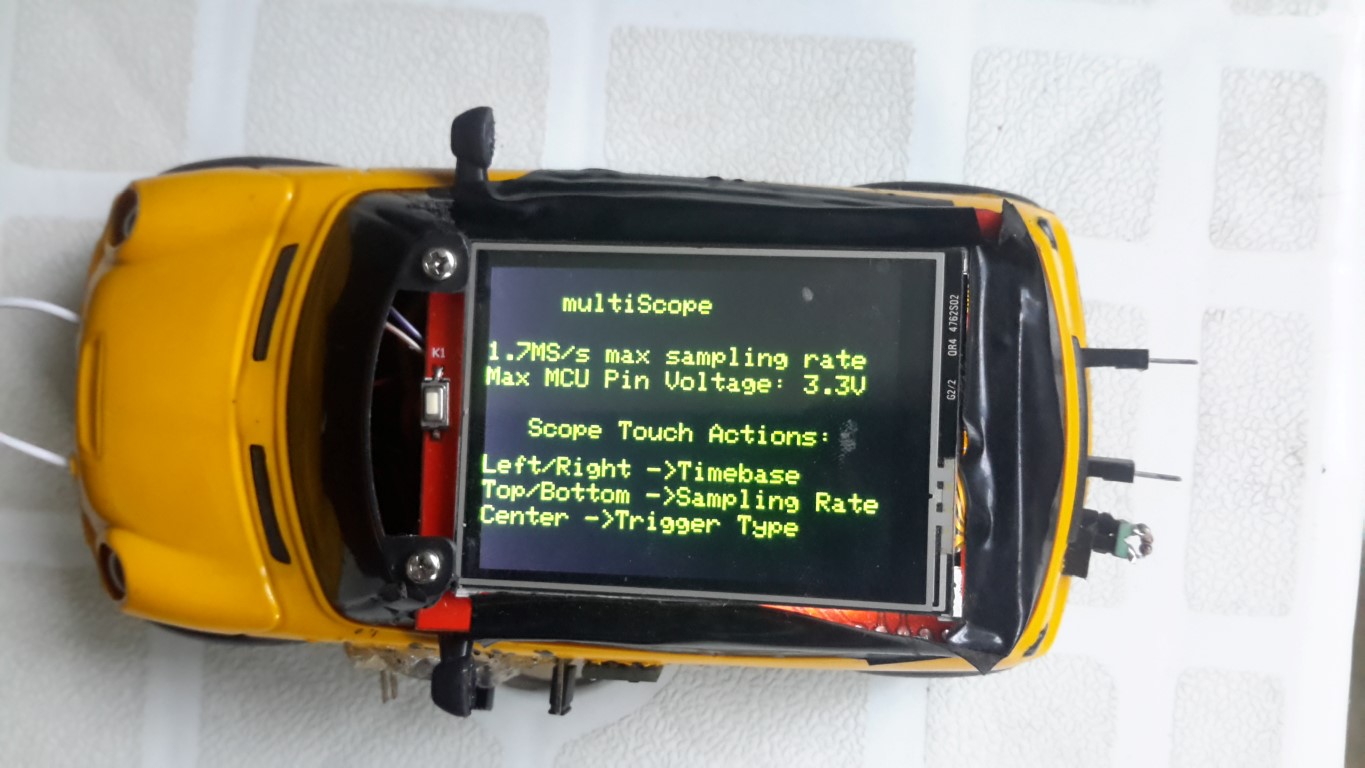 multiScope
1.7MS/s max sampling rate
Max MCU Pin Voltage: 3.3V
Scope Touch Actions:
Left/Right ->Timebase
Top/Bottom ->Sampling Rate
Center ->Trigger Type
K1
G2/2 QR4 4762S02